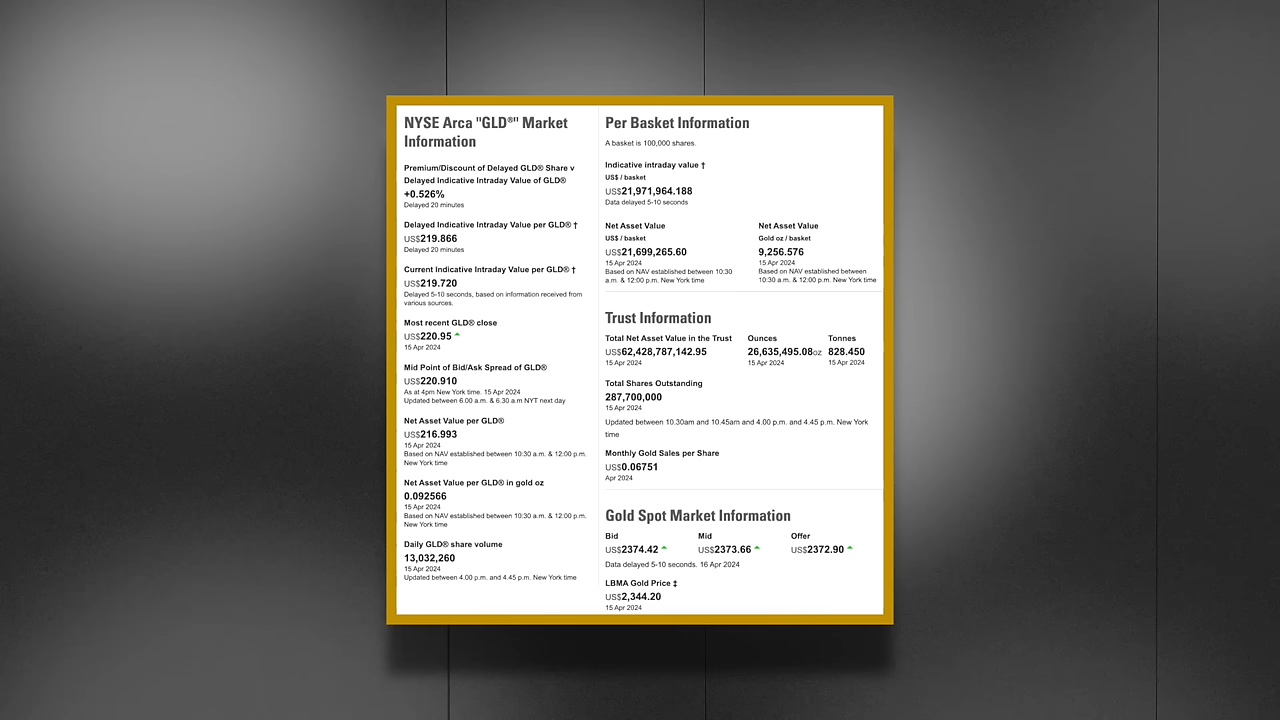 NYSE Arca "GLD®" Market
Information
Premium/Discount of Delayed GLD® Share v
Delayed Indicative Intraday Value of GLD®
+0.526%
Delayed 20 minutes
Delayed Indicative Intraday Value per GLD® †
US$219.866
Delayed 20 minutes
Current Indicative Intraday Value per GLD® †
US$219.720
Delayed 5-10 seconds, based on information received from
various sources.
Most recent GLD® close
US$220.95
15 Apr 2024
Mid Point of Bid/Ask Spread of GLD®
US$220.910
As at 4pm New York time. 15 Apr 2024
Updated between 6.00 a.m. & 6.30 a.m NYT next day
Net Asset Value per GLD®
US$216.993
15 Apr 2024
Based on NAV established between 10:30 a.m. & 12:00 p.m.
New York time
Net Asset Value per GLD® in gold oz
0.092566
15 Apr 2024
Based on NAV established between 10:30 a.m. & 12:00 p.m.
New York time
Daily GLD® share volume
13,032,260
15 Apr 2024
Updated between 4.00 p.m. and 4.45 p.m. New York time
Per Basket Information
A basket is 100,000 shares.
Indicative intraday value †
US$ / basket
US$21,971,964.188
Data delayed 5-10 seconds
Net Asset Value
US$ / basket
US$21,699,265.60
15 Apr 2024
Based on NAV established between 10:30
a.m. & 12:00 p.m. New York time
Net Asset Value
Gold oz / basket
9,256.576
15 Apr 2024
Based on NAV established between
10:30 a.m. & 12:00 p.m. New York time
Trust Information
Total Net Asset Value in the Trust Ounces Tonnes
US$62,428,787,142.95 26,635,495.08oz 828.450
15 Apr 2024 15 Apr 2024 15 Apr 2024
Total Shares Outstanding
287,700,000
15 Apr 2024
Updated between 10.30am and 10.45am and 4.00 p.m. and 4.45 p.m. New York
time
Monthly Gold Sales per Share
US$0.06751
Apr 2024
Gold Spot Market Information
Bid Mid Offer
US$2374.42 US$2373.66 US$2372.90
Data delayed 5-10 seconds. 16 Apr 2024
LBMA Gold Price ‡
US$2,344.20
15 Apr 2024